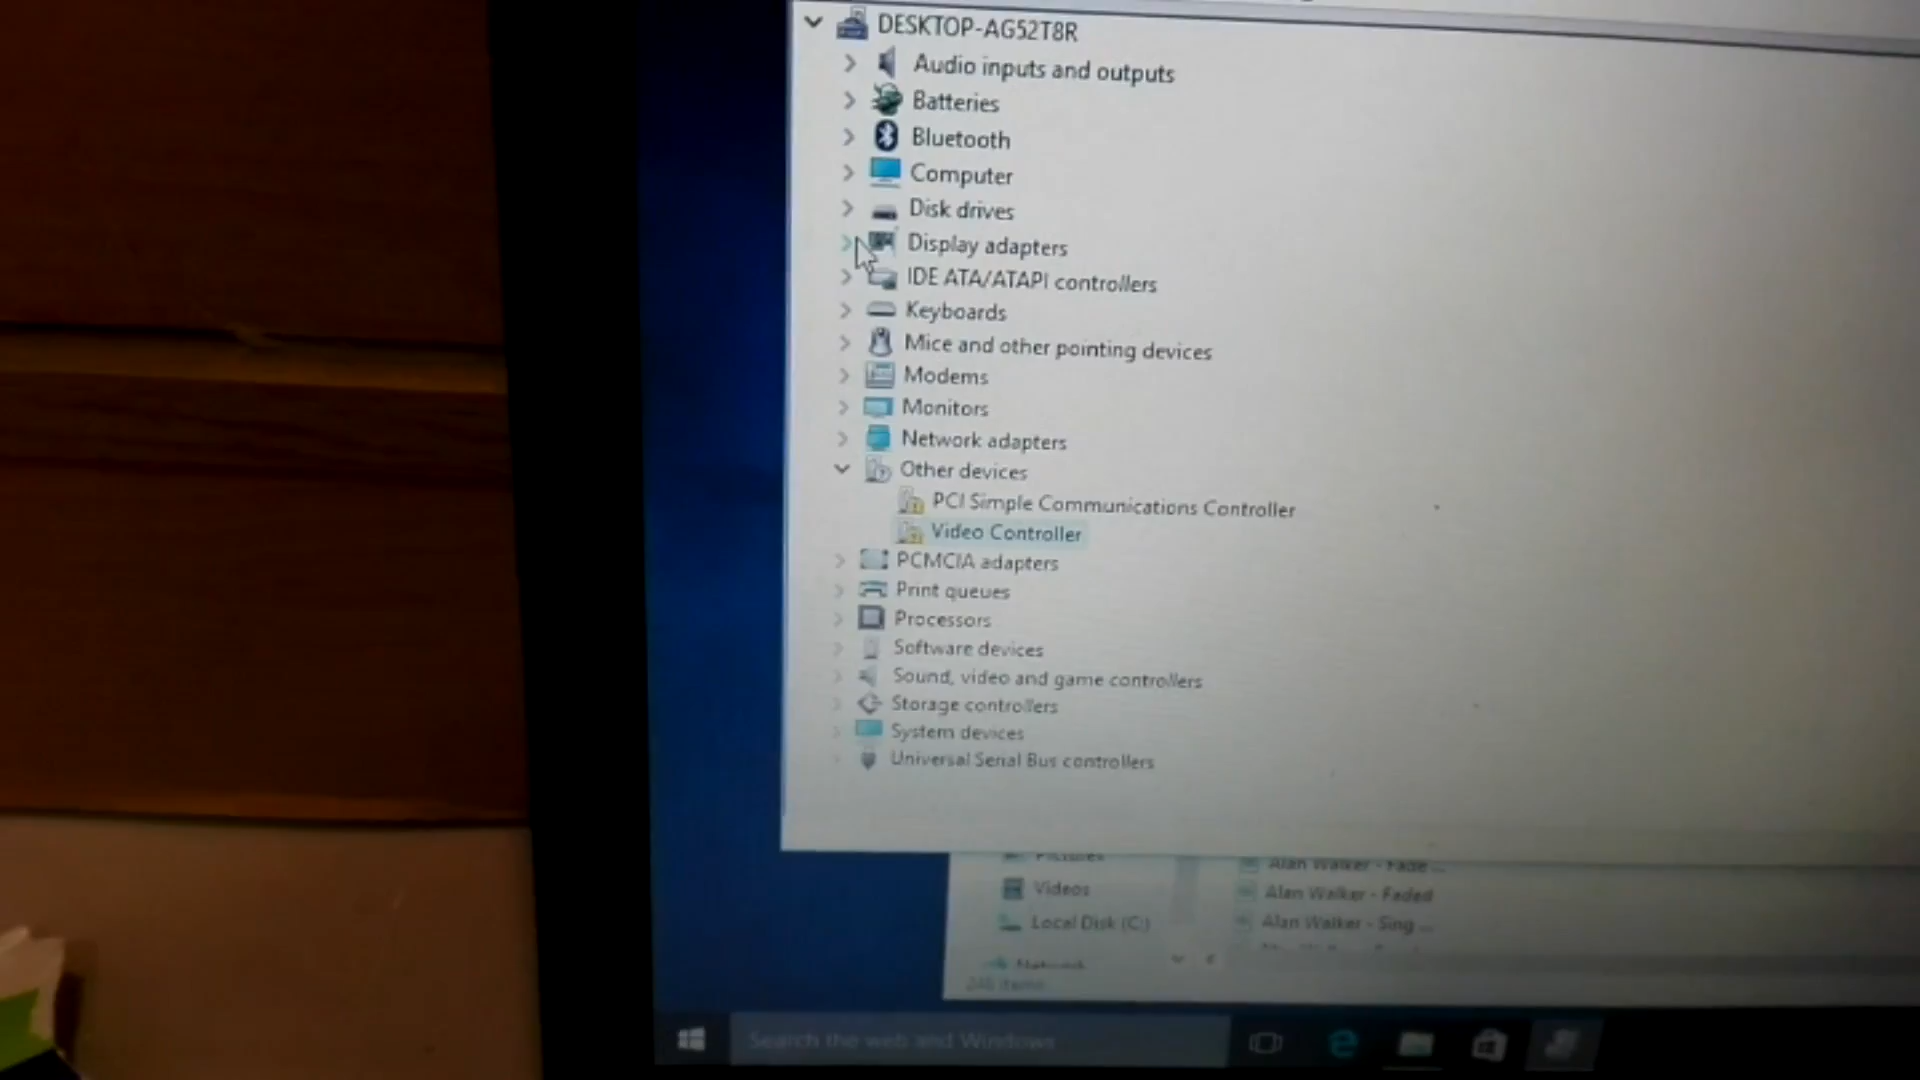 DESKTOP-AG52T8R
Audio inputs and outputs
Batteries
Bluetooth
Computer
Disk drives
Display adapters
IDE ATA/ATAPI controllers
Keyboards
Mice and other pointing devices
Modems
Monitors
Network adapters
Other devices
PCI Simple Communications Controller
Video Controller
PCMCIA adapters
Print queues
Processors
Software devices
Sound, video and game controllers
Storage controllers
System devices
Universal Serial Bus controllers
Pictures
Videos
Local Disk (C:)
Network
Alan Walker - Fade ...
Alan Walker - Faded
Alan Walker - Sing ...
Search the web and Windows